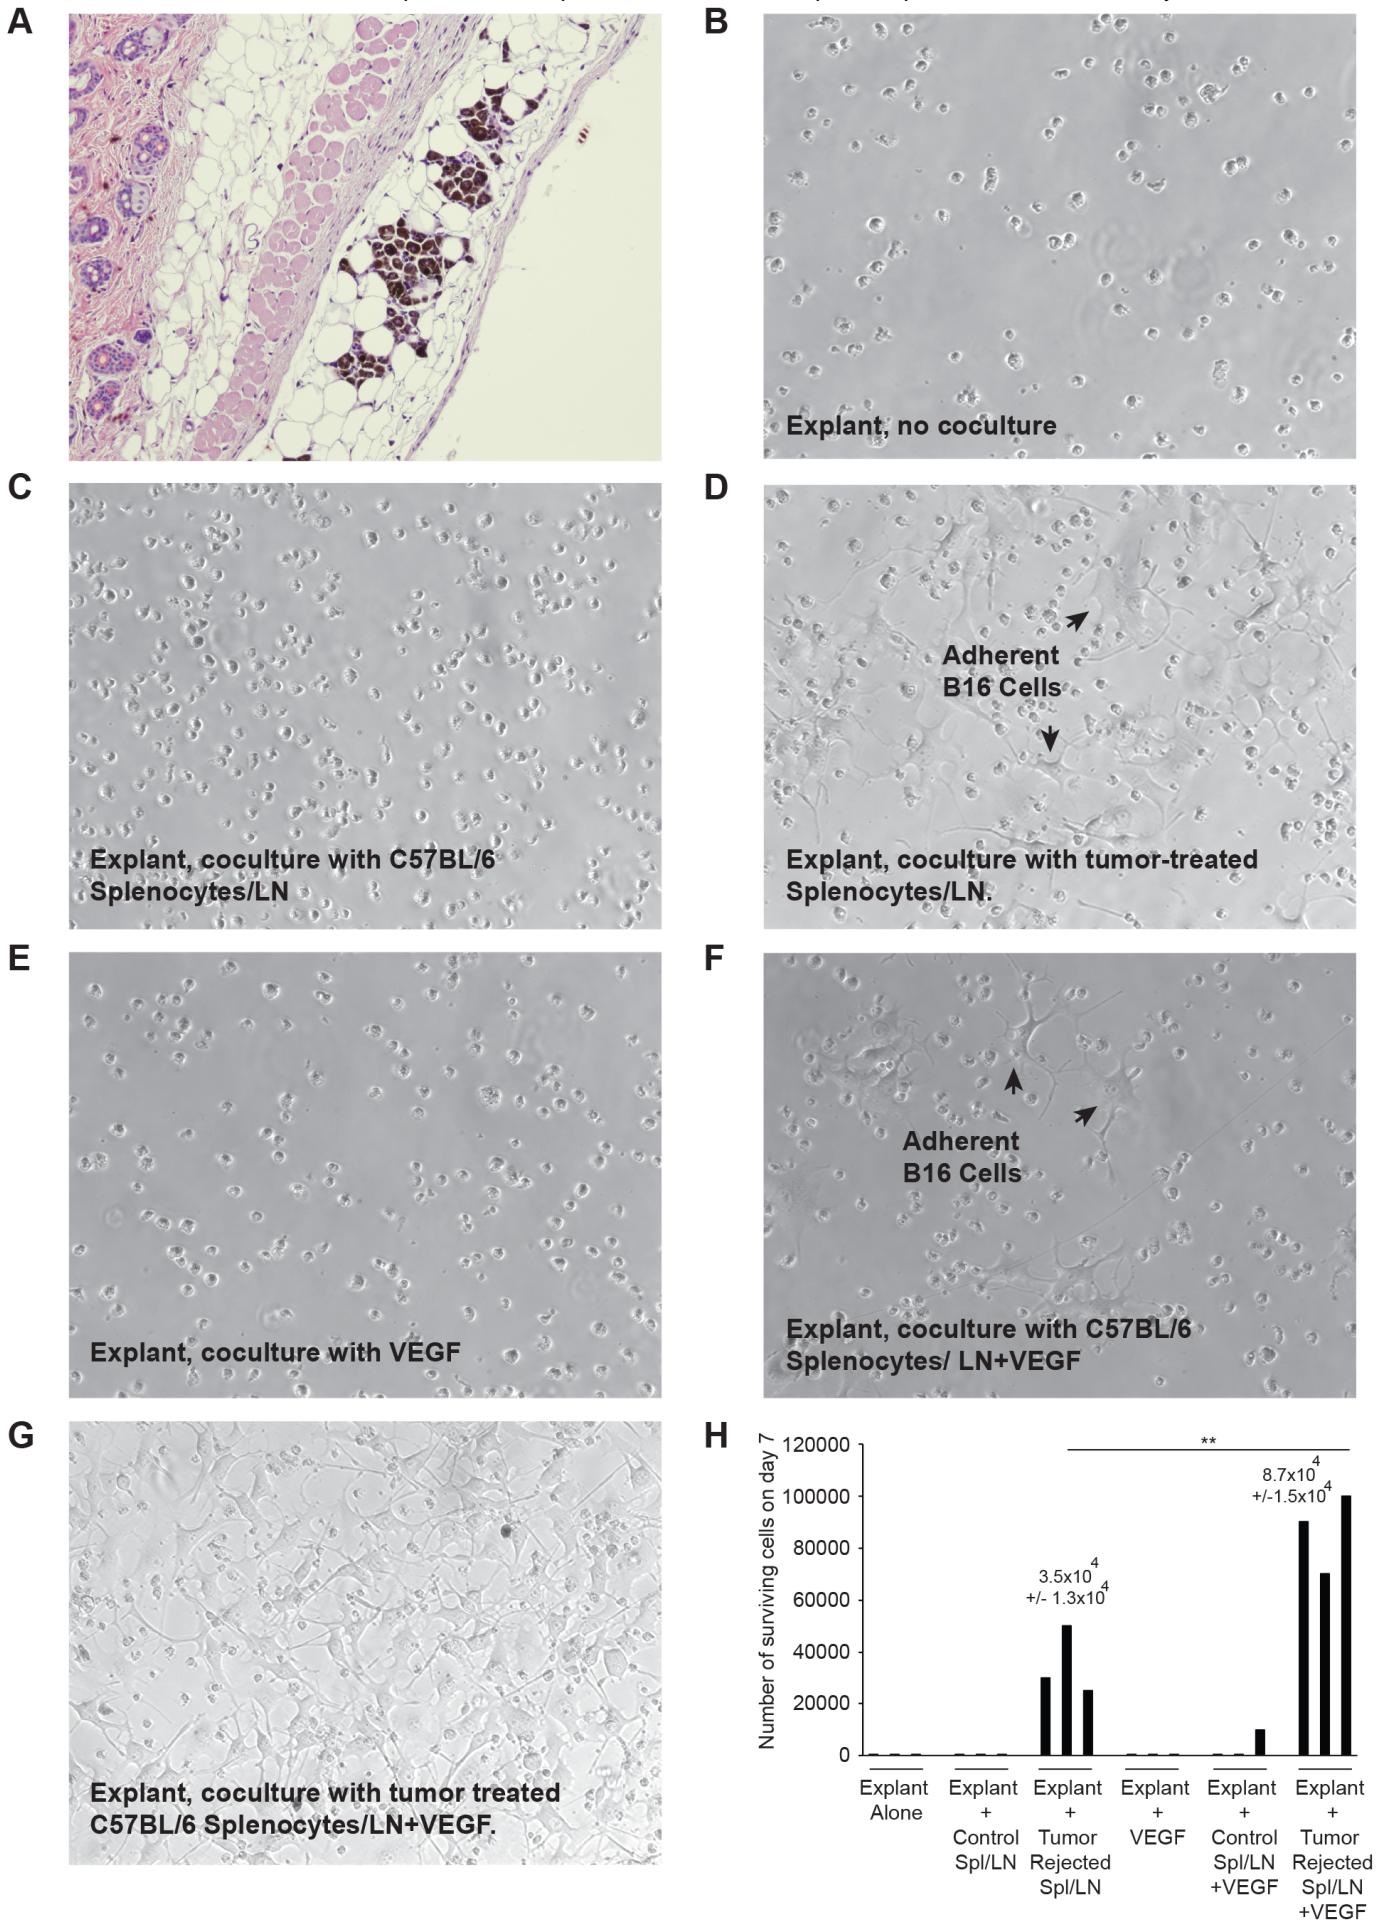 A
B
Explant, no coculture
C
Explant, coculture with C57BL/6
Splenocytes/LN
D
Adherent
B16 Cells
Explant, coculture with tumor-treated
Splenocytes/LN.
E
Explant, coculture with VEGF
F
Adherent
B16 Cells
Explant, coculture with C57BL/6
Splenocytes/ LN+VEGF
G
Explant, coculture with tumor treated
C57BL/6 Splenocytes/LN+VEGF.
H
Number of surviving cells on day 7
120000
100000
80000
60000
40000
20000
0
**
8.7x10^4
+/-1.5x10^4
3.5x10^4
+/- 1.3x10^4
Explant
Alone
Explant
+
Control
Spl/LN
Explant
+
Tumor
Rejected
Spl/LN
Explant
+
VEGF
Explant
+
Control
Spl/LN
+VEGF
Explant
+
Tumor
Rejected
Spl/LN
+VEGF